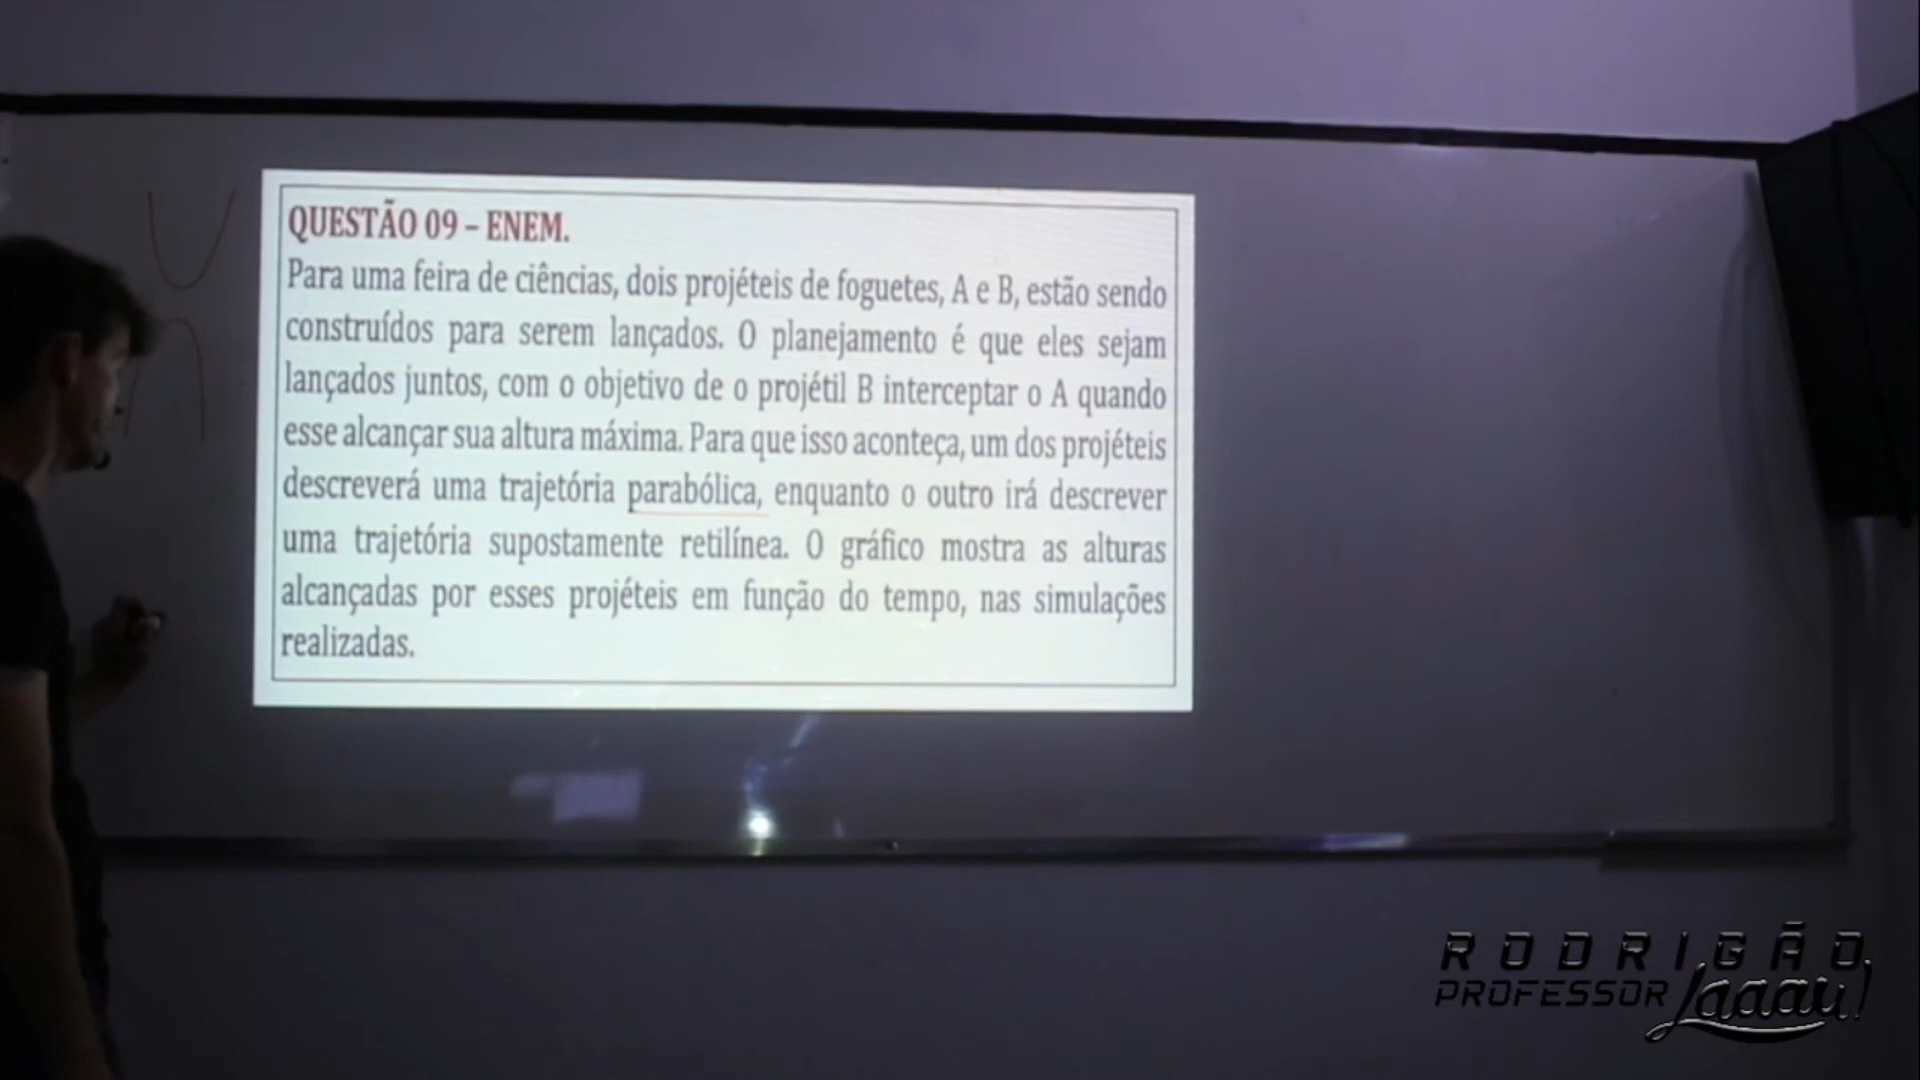 QUESTÃO 09 – ENEM.
Para uma feira de ciências, dois projéteis de foguetes, A e B, estão sendo
construídos para serem lançados. O planejamento é que eles sejam
lançados juntos, com o objetivo de o projétil B interceptar o A quando
esse alcançar sua altura máxima. Para que isso aconteça, um dos projéteis
descreverá uma trajetória parabólica, enquanto o outro irá descrever
uma trajetória supostamente retilínea. O gráfico mostra as alturas
alcançadas por esses projéteis em função do tempo, nas simulações
realizadas.
RODRIGÃO
PROFESSOR Laaau!